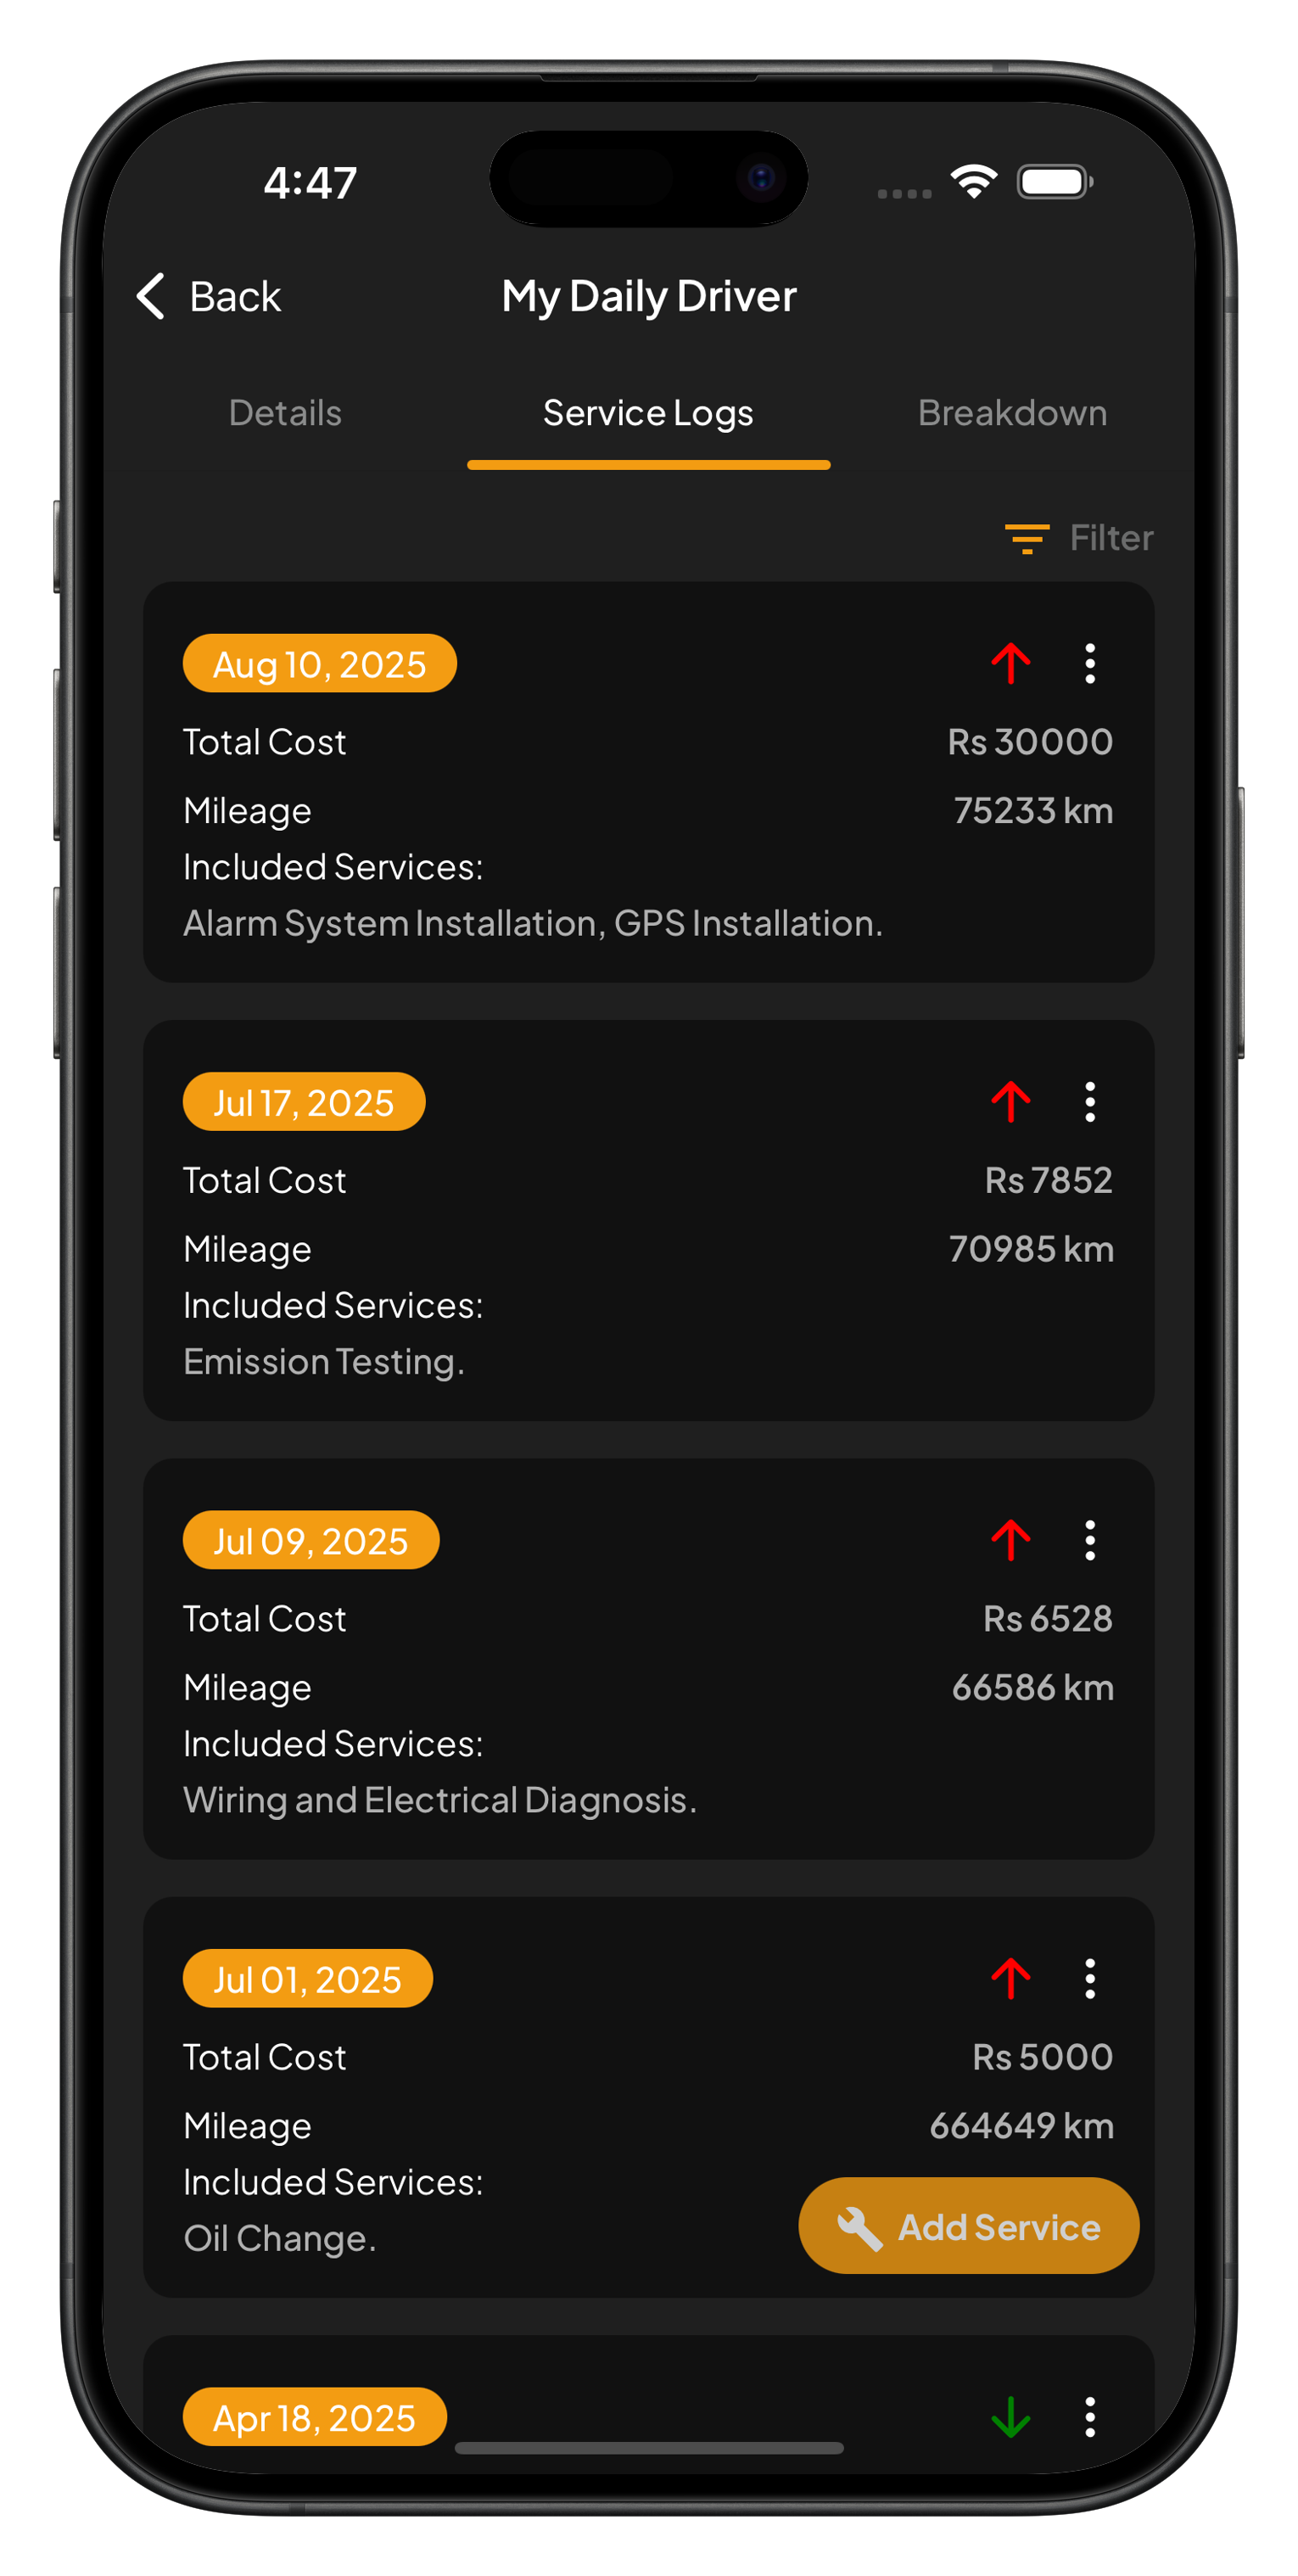 4:47
Back
My Daily Driver
Details
Service Logs
Breakdown
Filter
Aug 10, 2025
Total Cost
Rs 30000
Mileage
75233 km
Included Services:
Alarm System Installation, GPS Installation.
Jul 17, 2025
Total Cost
Rs 7852
Mileage
70985 km
Included Services:
Emission Testing.
Jul 09, 2025
Total Cost
Rs 6528
Mileage
66586 km
Included Services:
Wiring and Electrical Diagnosis.
Jul 01, 2025
Total Cost
Rs 5000
Mileage
664649 km
Included Services:
Oil Change.
Add Service
Apr 18, 2025